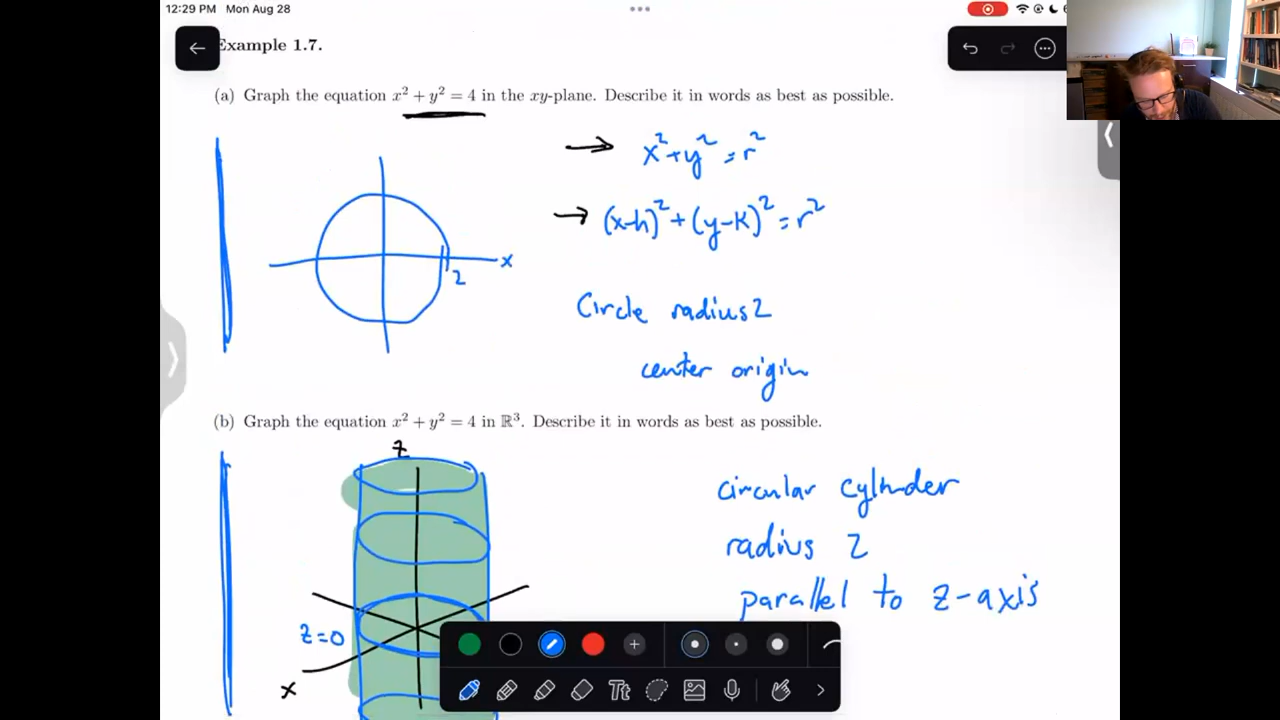 12:29 PM Mon Aug 28
Example 1.7.
(a) Graph the equation x² + y² = 4 in the xy-plane. Describe it in words as best as possible.
→ x² + y² = r²
→ (x-h)² + (y-k)² = r²
x
2
Circle radius 2
center origin
(b) Graph the equation x² + y² = 4 in ℝ³. Describe it in words as best as possible.
z
circular cylinder
radius 2
parallel to z-axis
z=0
x
Tt